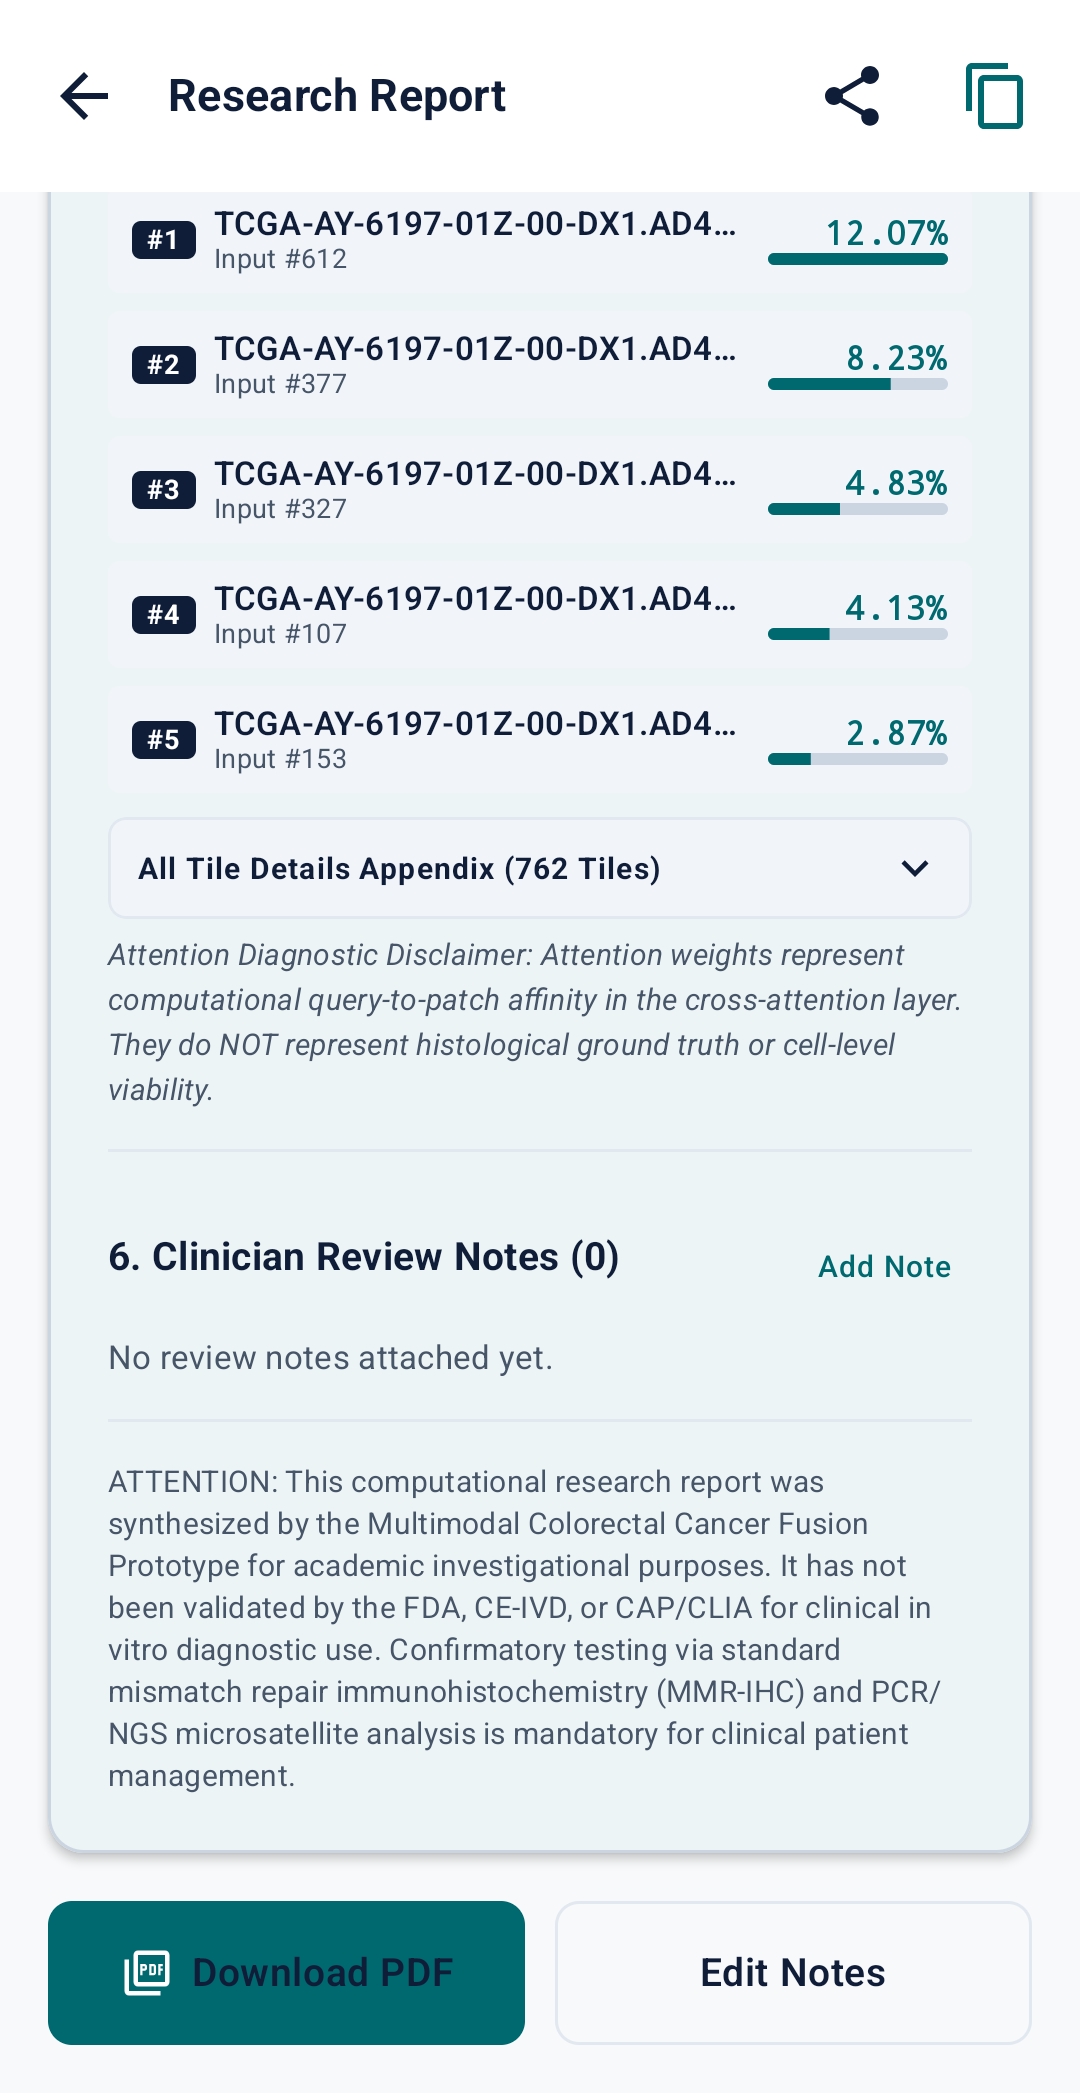 Research Report
#1 TCGA-AY-6197-01Z-00-DX1.AD4... 12.07%
Input #612
#2 TCGA-AY-6197-01Z-00-DX1.AD4... 8.23%
Input #377
#3 TCGA-AY-6197-01Z-00-DX1.AD4... 4.83%
Input #327
#4 TCGA-AY-6197-01Z-00-DX1.AD4... 4.13%
Input #107
#5 TCGA-AY-6197-01Z-00-DX1.AD4... 2.87%
Input #153
All Tile Details Appendix (762 Tiles)
Attention Diagnostic Disclaimer: Attention weights represent
computational query-to-patch affinity in the cross-attention layer.
They do NOT represent histological ground truth or cell-level
viability.
6. Clinician Review Notes (0)
Add Note
No review notes attached yet.
ATTENTION: This computational research report was
synthesized by the Multimodal Colorectal Cancer Fusion
Prototype for academic investigational purposes. It has not
been validated by the FDA, CE-IVD, or CAP/CLIA for clinical in
vitro diagnostic use. Confirmatory testing via standard
mismatch repair immunohistochemistry (MMR-IHC) and PCR/
NGS microsatellite analysis is mandatory for clinical patient
management.
PDF Download PDF
Edit Notes